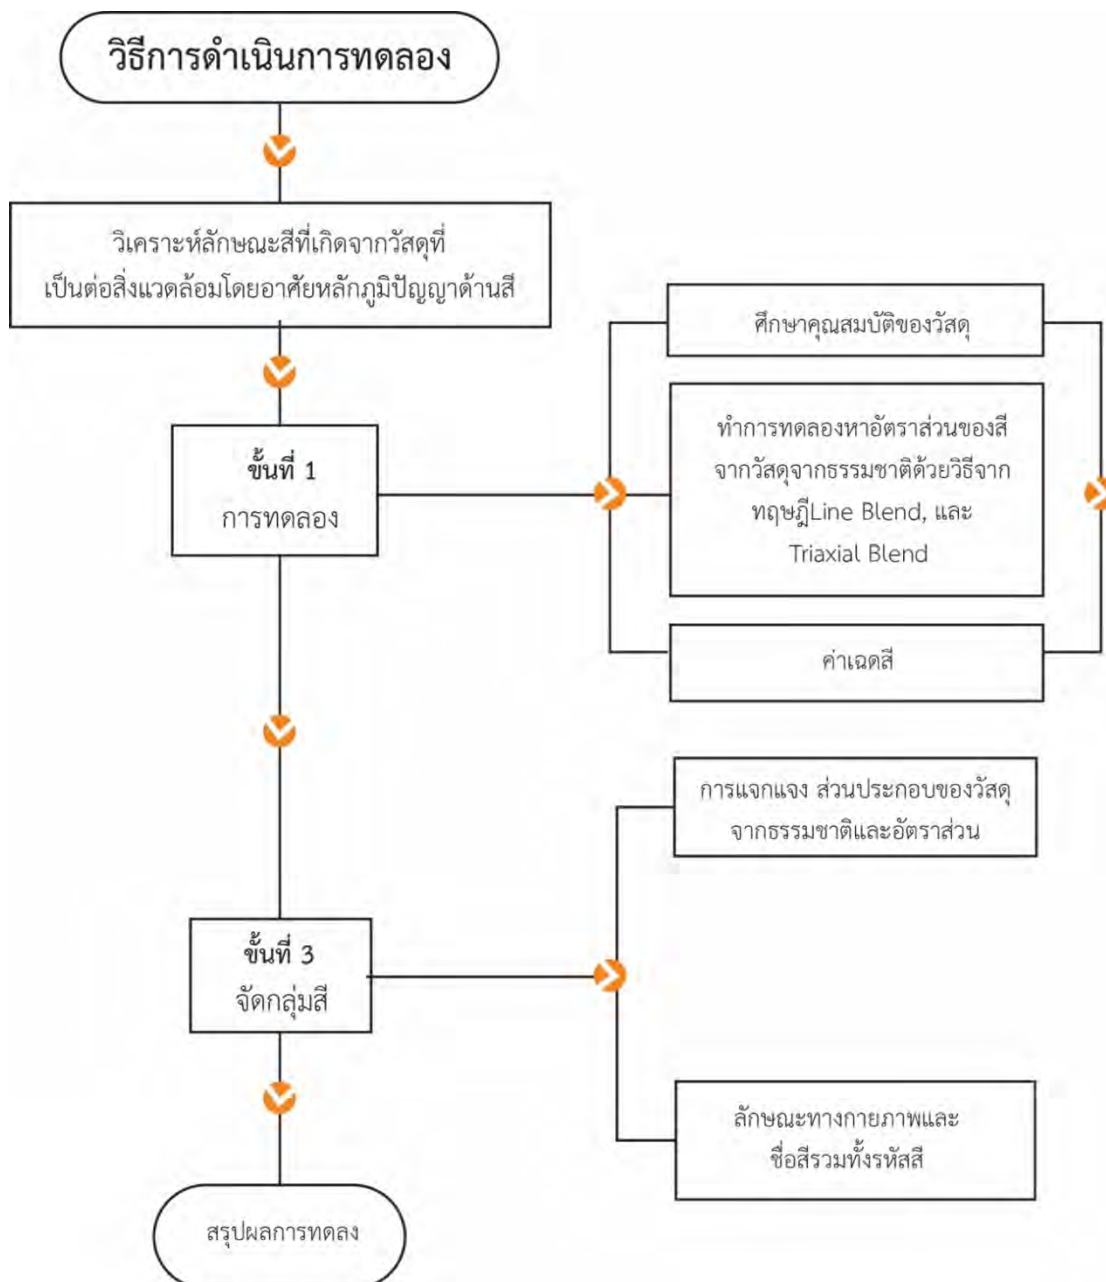 วิธีการดำเนินการทดลอง
วิเคราะห์ลักษณะสีที่เกิดจากวัสดุที่
เป็นต่อสิ่งแวดล้อมโดยอาศัยหลักภูมิปัญญาด้านสี
ขั้นที่ 1
การทดลอง
ศึกษาคุณสมบัติของวัสดุ
ทำการทดลองหาอัตราส่วนของสี
จากวัสดุจากธรรมชาติด้วยวิธีจาก
ทฤษฎีLine Blend, และ
Triaxial Blend
ค่าเฉดสี
ขั้นที่ 3
จัดกลุ่มสี
การแจกแจง ส่วนประกอบของวัสดุ
จากธรรมชาติและอัตราส่วน
ลักษณะทางกายภาพและ
ชื่อสีรวมทั้งรหัสสี
สรุปผลการทดลง